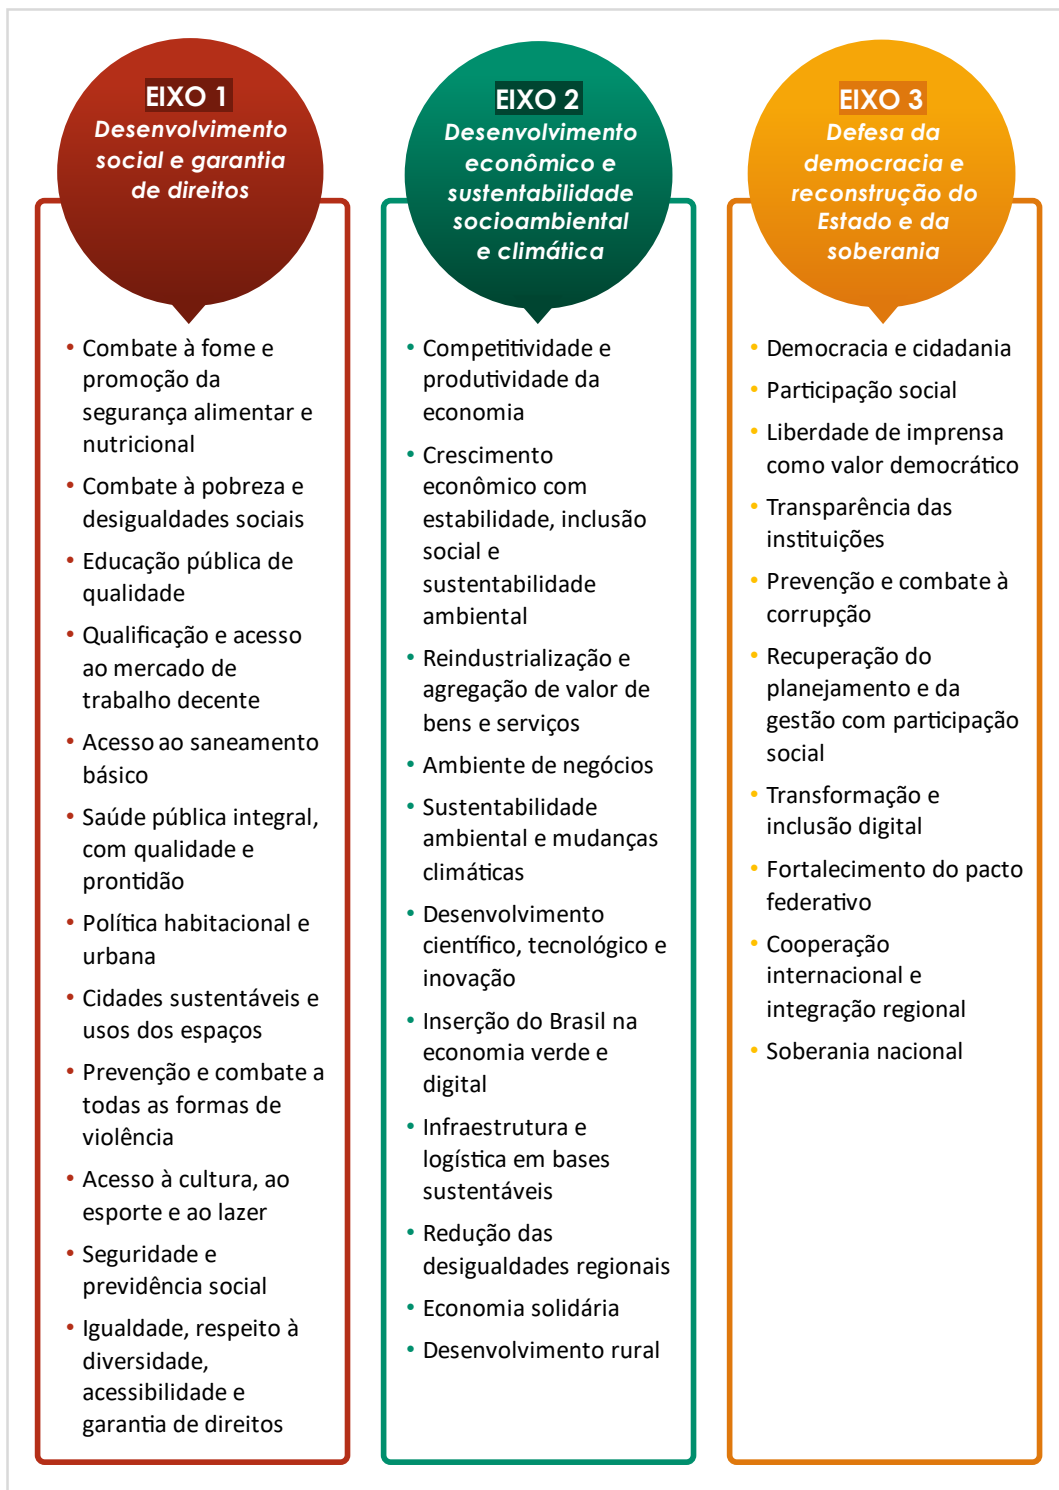 EIXO 1
Desenvolvimento
social e garantia
de direitos
• Combate à fome e
promoção da
segurança alimentar e
nutricional
• Combate à pobreza e
desigualdades sociais
• Educação pública de
qualidade
• Qualificação e acesso
ao mercado de
trabalho decente
• Acesso ao saneamento
básico
• Saúde pública integral,
com qualidade e
prontidão
• Política habitacional e
urbana
• Cidades sustentáveis e
usos dos espaços
• Prevenção e combate a
todas as formas de
violência
• Acesso à cultura, ao
esporte e ao lazer
• Seguridade e
previdência social
• Igualdade, respeito à
diversidade,
acessibilidade e
garantia de direitos
EIXO 2
Desenvolvimento
econômico e
sustentabilidade
socioambiental
e climática
• Competitividade e
produtividade da
economia
• Crescimento
econômico com
estabilidade, inclusão
social e
sustentabilidade
ambiental
• Reindustrialização e
agregação de valor de
bens e serviços
• Ambiente de negócios
• Sustentabilidade
ambiental e mudanças
climáticas
• Desenvolvimento
científico, tecnológico e
inovação
• Inserção do Brasil na
economia verde e
digital
• Infraestrutura e
logística em bases
sustentáveis
• Redução das
desigualdades regionais
• Economia solidária
• Desenvolvimento rural
EIXO 3
Defesa da
democracia e
reconstrução do
Estado e da
soberania
• Democracia e cidadania
• Participação social
• Liberdade de imprensa
como valor democrático
• Transparência das
instituições
• Prevenção e combate à
corrupção
• Recuperação do
planejamento e da
gestão com participação
social
• Transformação e
inclusão digital
• Fortalecimento do pacto
federativo
• Cooperação
internacional e
integração regional
• Soberania nacional